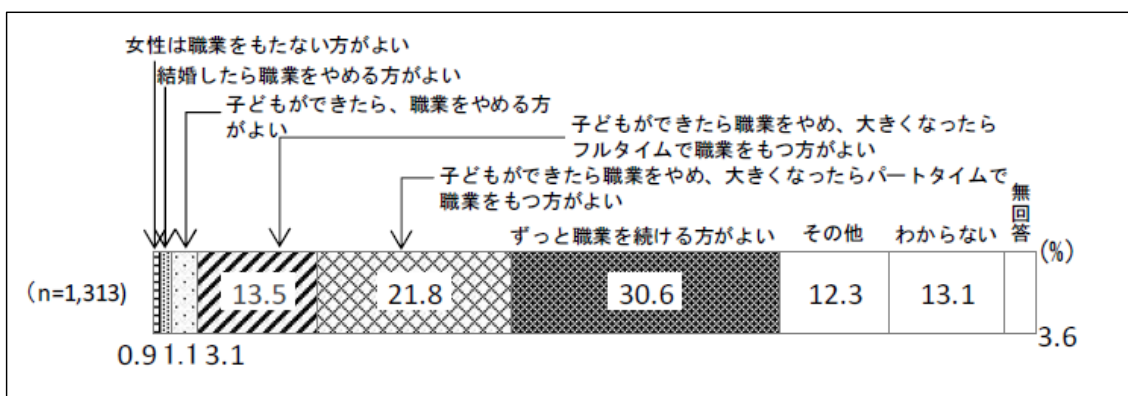 女性は職業をもたない方がよい
結婚したら職業をやめる方がよい
子どもができたら、職業をやめる方
がよい
子どもができたら職業をやめ、大きくなったら
フルタイムで職業をもつ方がよい
子どもができたら職業をやめ、大きくなったらパートタイムで
職業をもつ方がよい
ずっと職業を続ける方がよい
その他
わからない
無回答
(%)
(n=1,313)
13.5
21.8
30.6
12.3
13.1
3.6
0.9
1.1
3.1